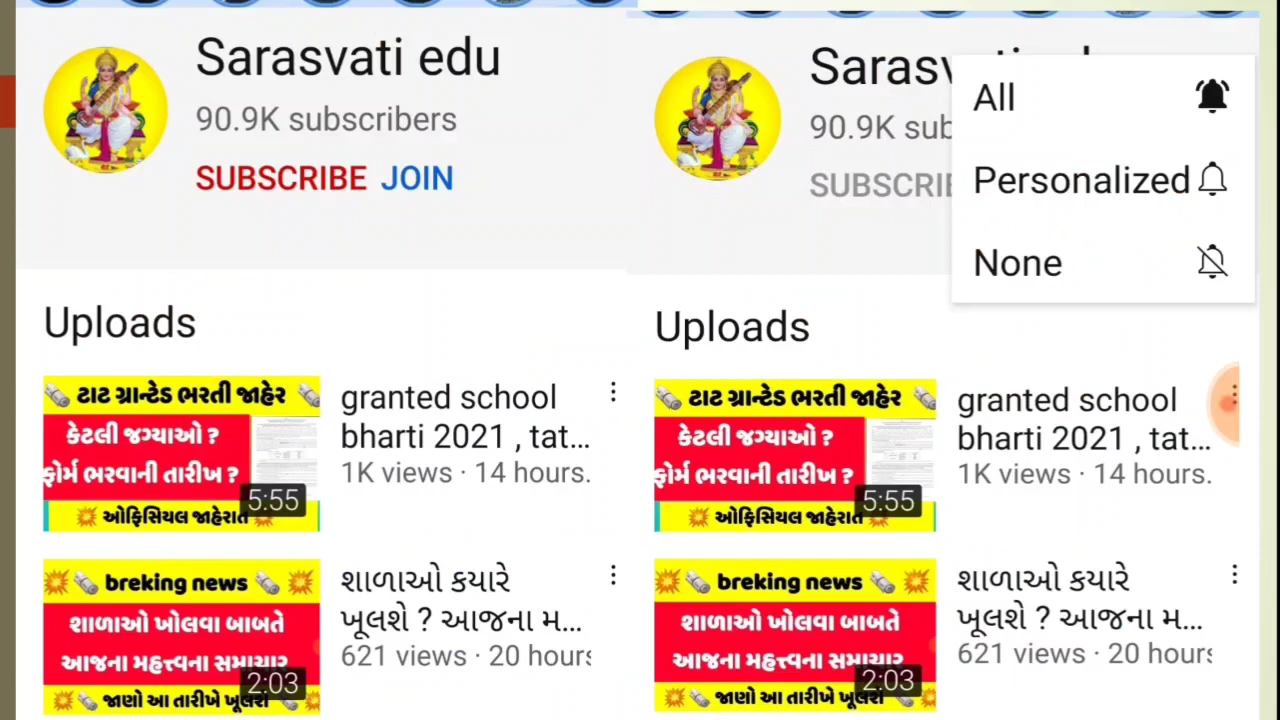 Sarasvati edu
90.9K subscribers
SUBSCRIBE JOIN
Uploads
ટાટ ગ્રાન્ટેડ ભરતી જાહેર
કેટલી જગ્યાઓ ?
ફોર્મ ભરવાની તારીખ ?
5:55
ઓફિસિયલ જાહેરાત
granted school
bharti 2021 , tat...
1K views · 14 hours.
breking news
શાળાઓ ખોલવા બાબતે
આજના મહત્ત્વના સમાચાર
2:03
જાણો આ તારીખે ખૂલશે
શાળાઓ કયારે
ખૂલશે ? આજના મ...
621 views · 20 hours
90.9K sub
All
Personalized
None
Uploads
ટાટ ગ્રાન્ટેડ ભરતી જાહેર
કેટલી જગ્યાઓ ?
ફોર્મ ભરવાની તારીખ ?
5:55
ઓફિસિયલ જાહેરાત
granted school
bharti 2021 , tat...
1K views · 14 hours.
breking news
શાળાઓ ખોલવા બાબતે
આજના મહત્ત્વના સમાચાર
2:03
જાણો આ તારીખે ખૂલશે
શાળાઓ કયારે
ખૂલશે ? આજના મ...
621 views · 20 hours